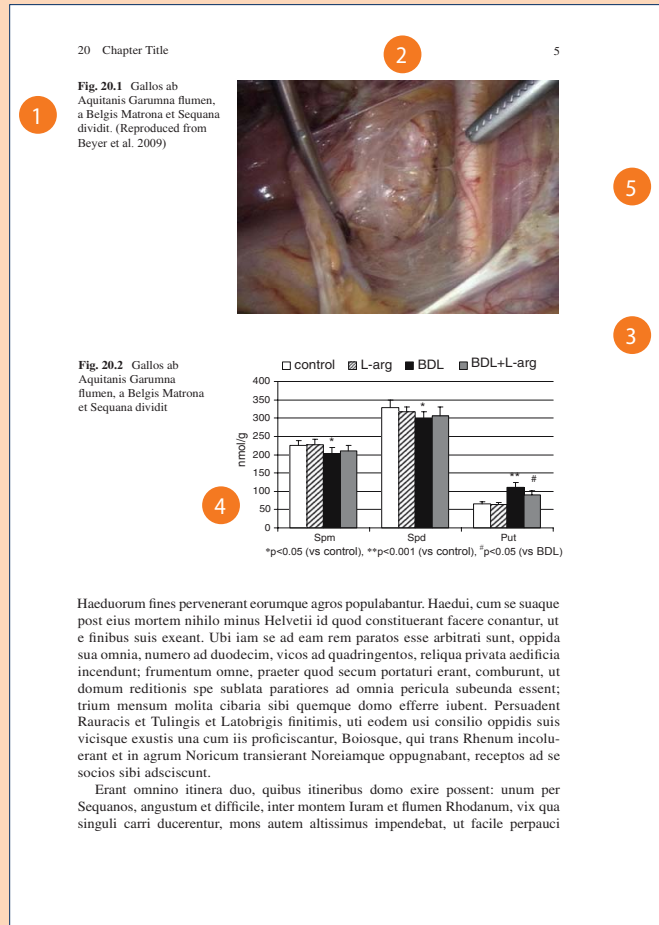 20 Chapter Title 5
2
1
Fig. 20.1 Gallos ab
Aquitanis Garumna flumen,
a Belgis Matrona et Sequana
dividit. (Reproduced from
Beyer et al. 2009)
5
3
Fig. 20.2 Gallos ab
Aquitanis Garumna
flumen, a Belgis Matrona
et Sequana dividit
control L-arg BDL BDL+L-arg
nmol/g
400
350
300
250
200
150
100
50
0
*
*
**
#
4
Spm Spd Put
*p<0.05 (vs control), **p<0.001 (vs control), #p<0.05 (vs BDL)
Haeduorum fines pervenerant eorumque agros populabantur. Haedui, cum se suaque
post eius mortem nihilo minus Helvetii id quod constituerant facere conantur, ut
e finibus suis exeant. Ubi iam se ad eam rem paratos esse arbitrati sunt, oppida
sua omnia, numero ad duodecim, vicos ad quadringentos, reliqua privata aedificia
incendunt; frumentum omne, praeter quod secum portaturi erant, comburunt, ut
domum reditionis spe sublata paratiores ad omnia pericula subeunda essent;
trium mensum molita cibaria sibi quemque domo efferre iubent. Persuadent
Rauracis et Tulingis et Latobrigis finitimis, uti eodem usi consilio oppidis suis
vicisque exustis una cum iis proficiscantur, Boiosque, qui trans Rhenum incolu-
erant et in agrum Noricum transierant Noreiamque oppugnabant, receptos ad se
socios sibi adsciscunt.
Erant omnino itinera duo, quibus itineribus domo exire possent: unum per
Sequanos, angustum et difficile, inter montem Iuram et flumen Rhodanum, vix qua
singuli carri ducerentur, mons autem altissimus impendebat, ut facile perpauci